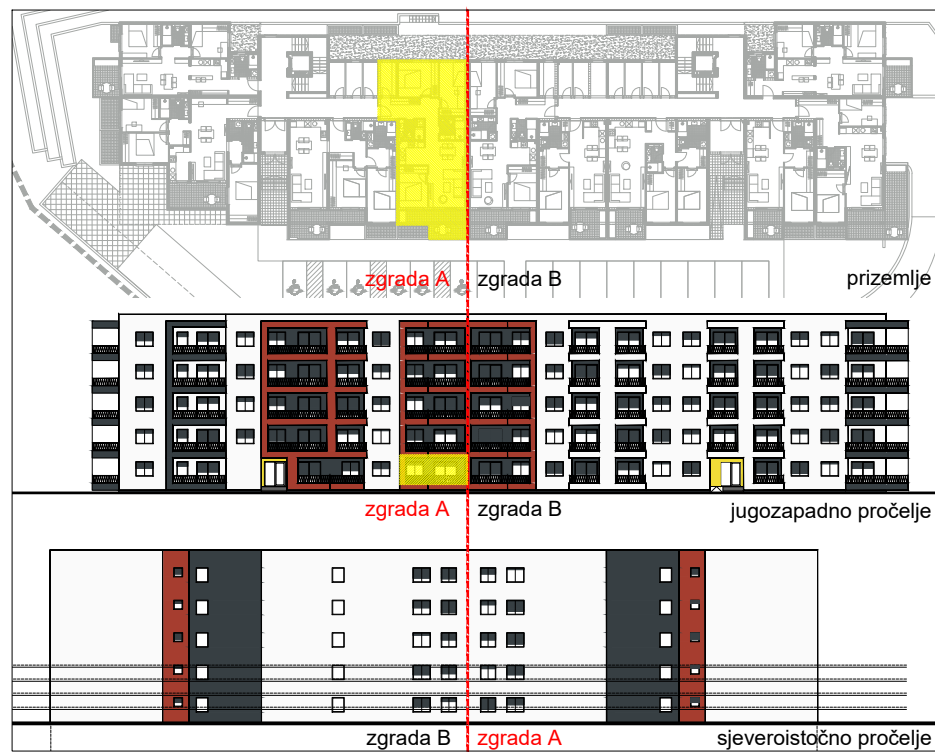 zgrada A zgrada B prizemlje
zgrada A zgrada B jugozapadno pročelje
zgrada B zgrada A sjeveroistočno pročelje